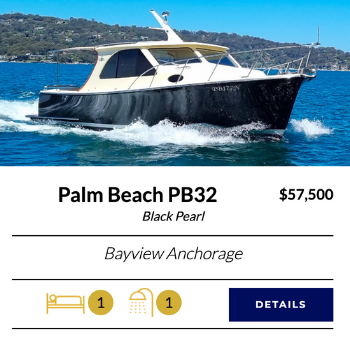 Palm Beach PB32
$57,500
Black Pearl
Bayview Anchorage
1
1
DETAILS